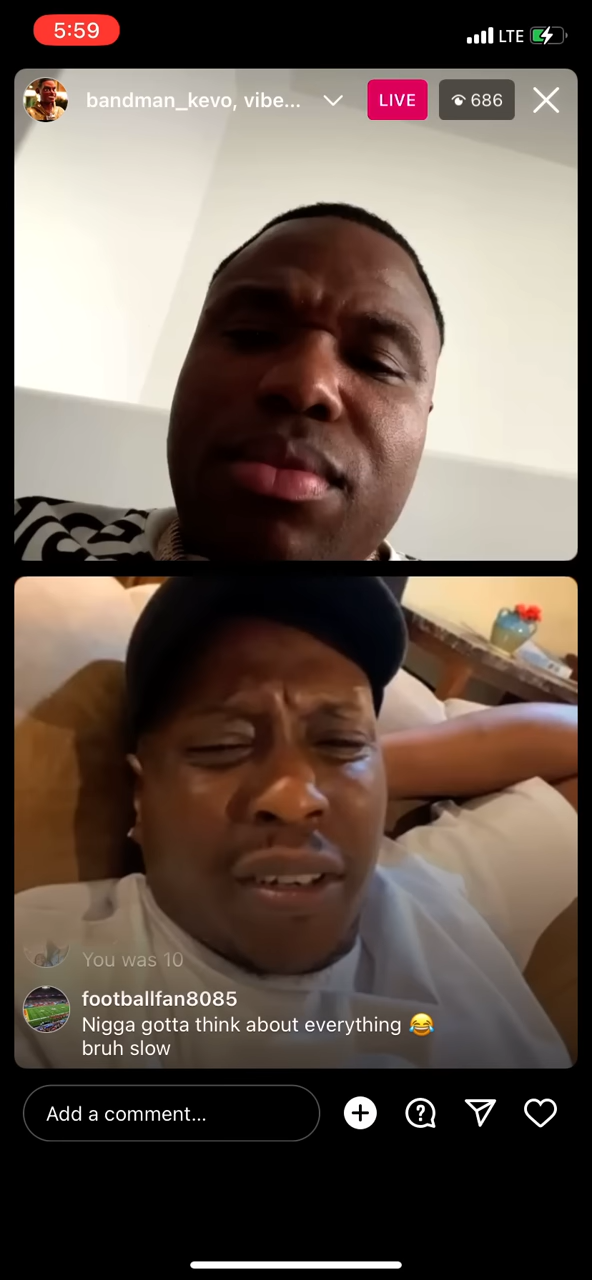 5:59
LTE
bandman_kevo, vibe...
LIVE
686
You was 10
footballfan8085
Nigga gotta think about everything 😂
bruh slow
Add a comment...